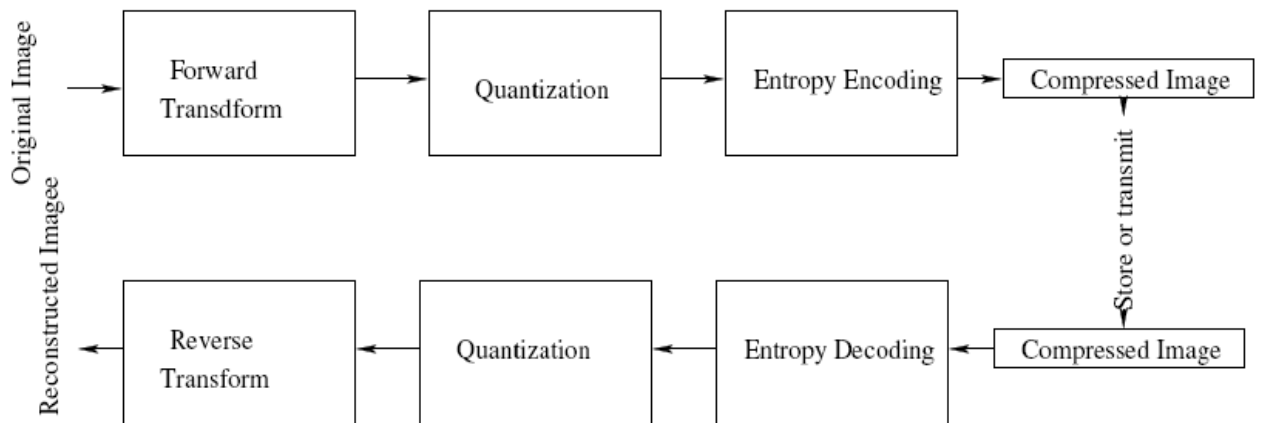 Original Image
Forward
Transdform
Quantization
Entropy Encoding
Compressed Image
Store or transmit
Reconstructed Imagee
Reverse
Transform
Quantization
Entropy Decoding
Compressed Image